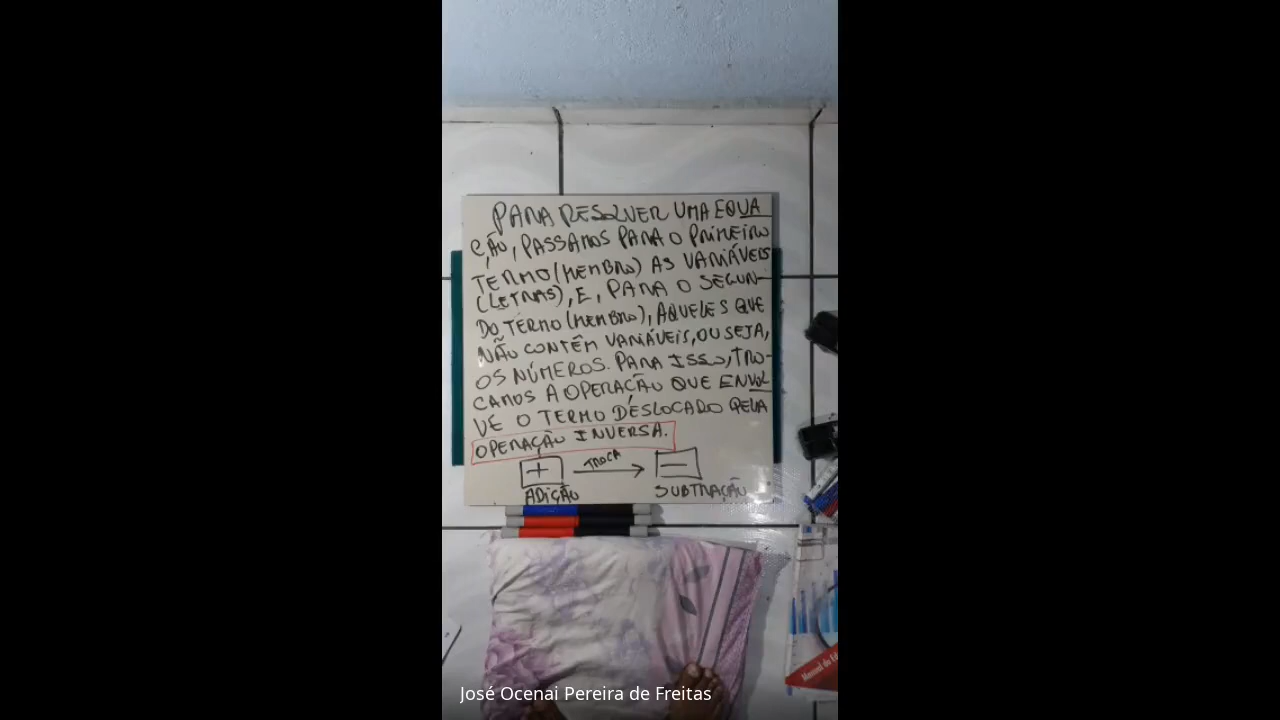 PARA RESOLVER UMA EQUA
ÇÃO, PASSAMOS PARA O PRIMEIRO
TERMO (MEMBRO) AS VARIÁVEIS
(LETRAS), E, PARA O SEGUN-
DO TERMO (MEMBRO), AQUELES QUE
NÃO CONTÊM VARIÁVEIS, OU SEJA,
OS NÚMEROS. PARA ISSO, TRO-
CAMOS A OPERAÇÃO QUE ENVOL
VE O TERMO DESLOCADO PELA
OPERAÇÃO INVERSA.
+ TROCA −
ADIÇÃO SUBTRAÇÃO
José Ocenai Pereira de Freitas